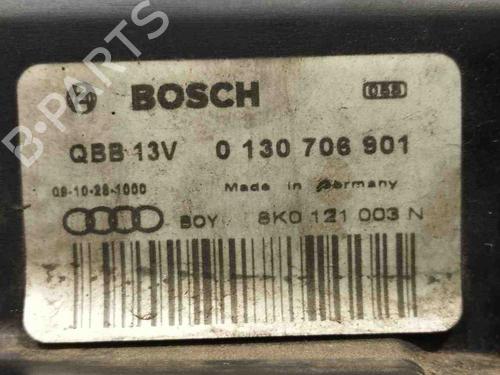 BOSCH
QBB 13V 0 130 706 901
09-10-28-1000 Made in Germany
BOY 8K0 121 003 N
B-PARTS